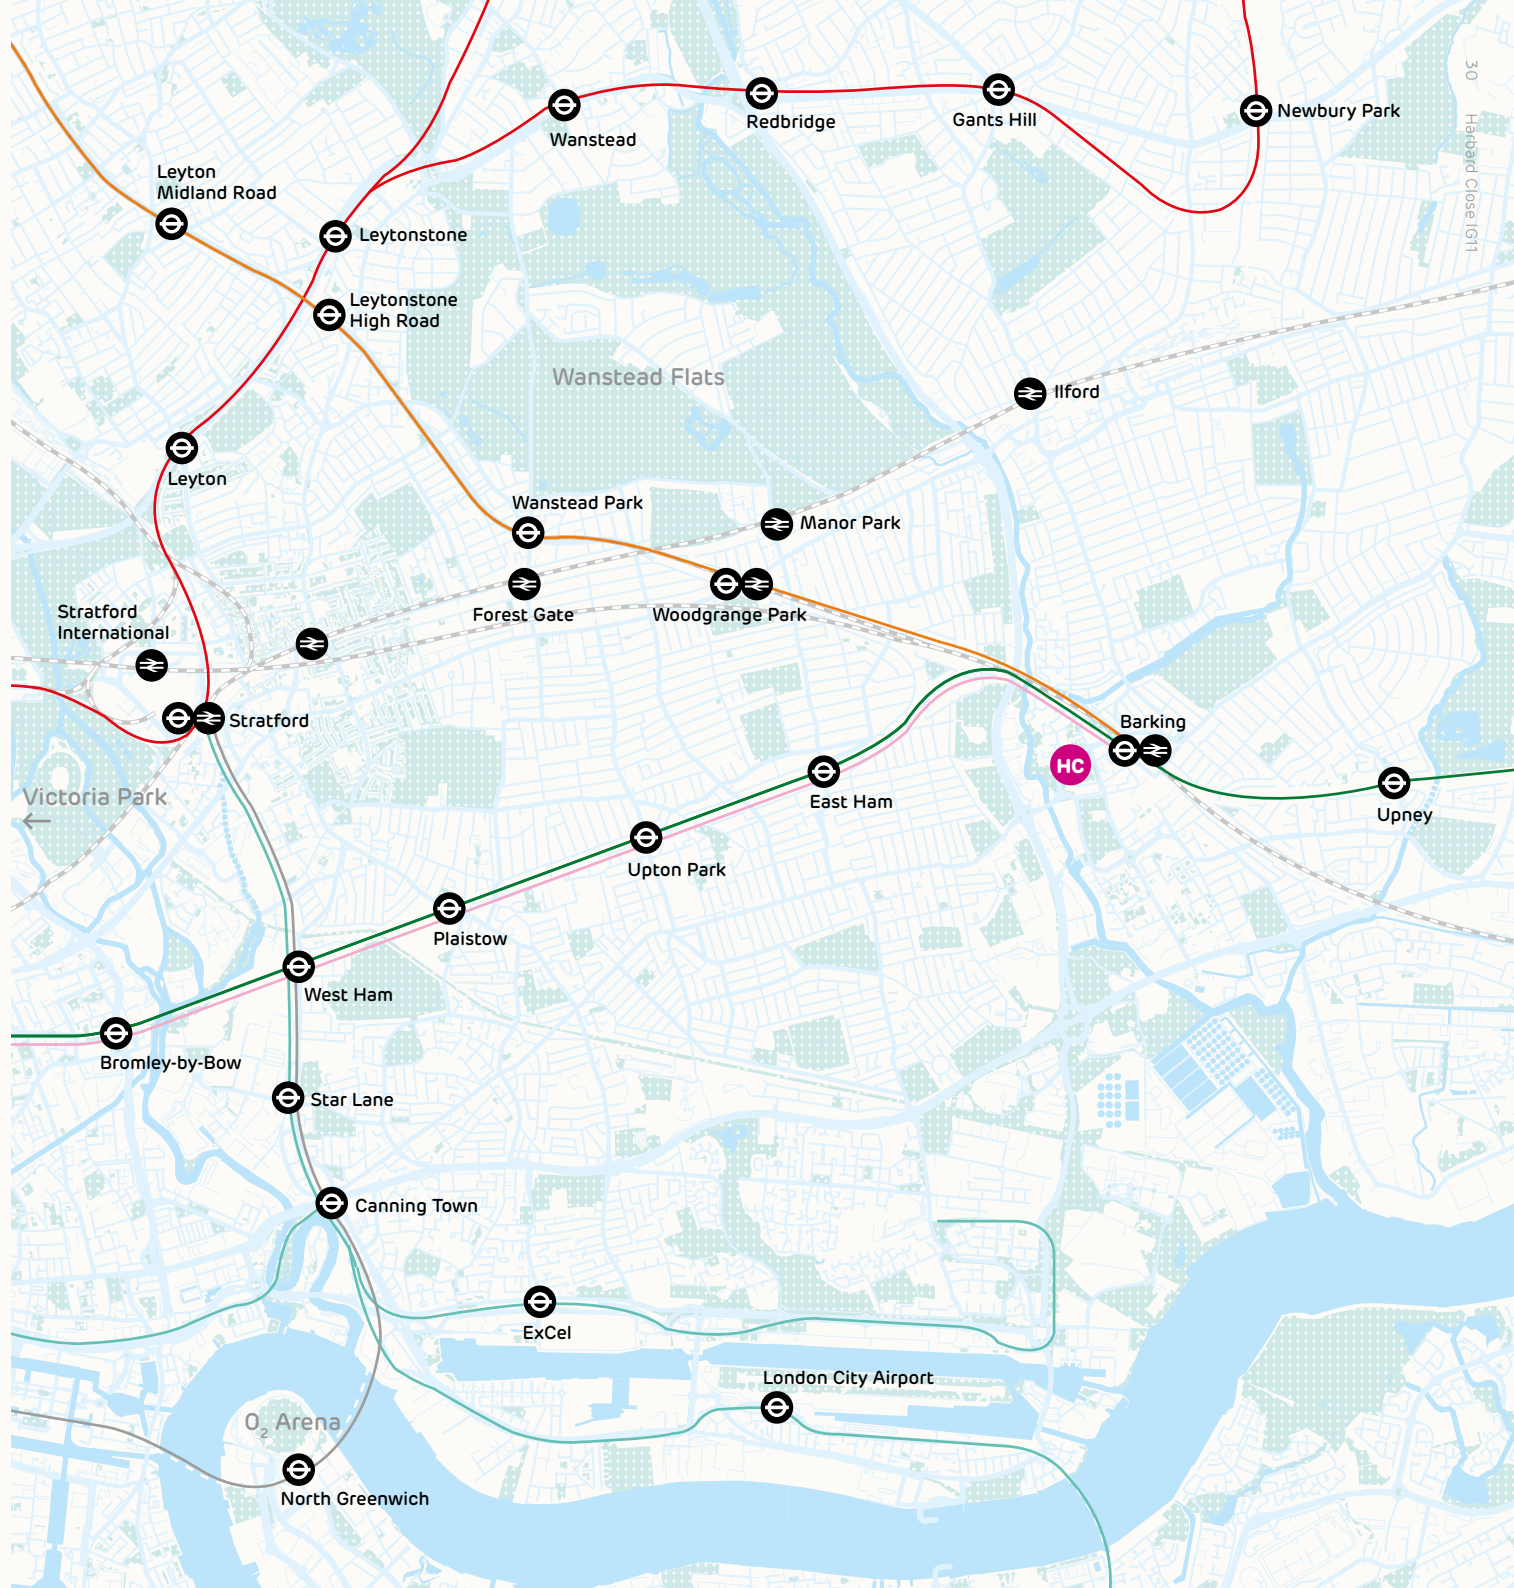 30 Harbard Close IG11
Wanstead
Redbridge
Gants Hill
Newbury Park
Leyton
Midland Road
Leytonstone
Leytonstone
High Road
Wanstead Flats
Ilford
Leyton
Wanstead Park
Manor Park
Forest Gate
Woodgrange Park
Stratford
International
Stratford
Barking
HC
Victoria Park
East Ham
Upney
Upton Park
Plaistow
West Ham
Bromley-by-Bow
Star Lane
Canning Town
ExCel
London City Airport
O2 Arena
North Greenwich